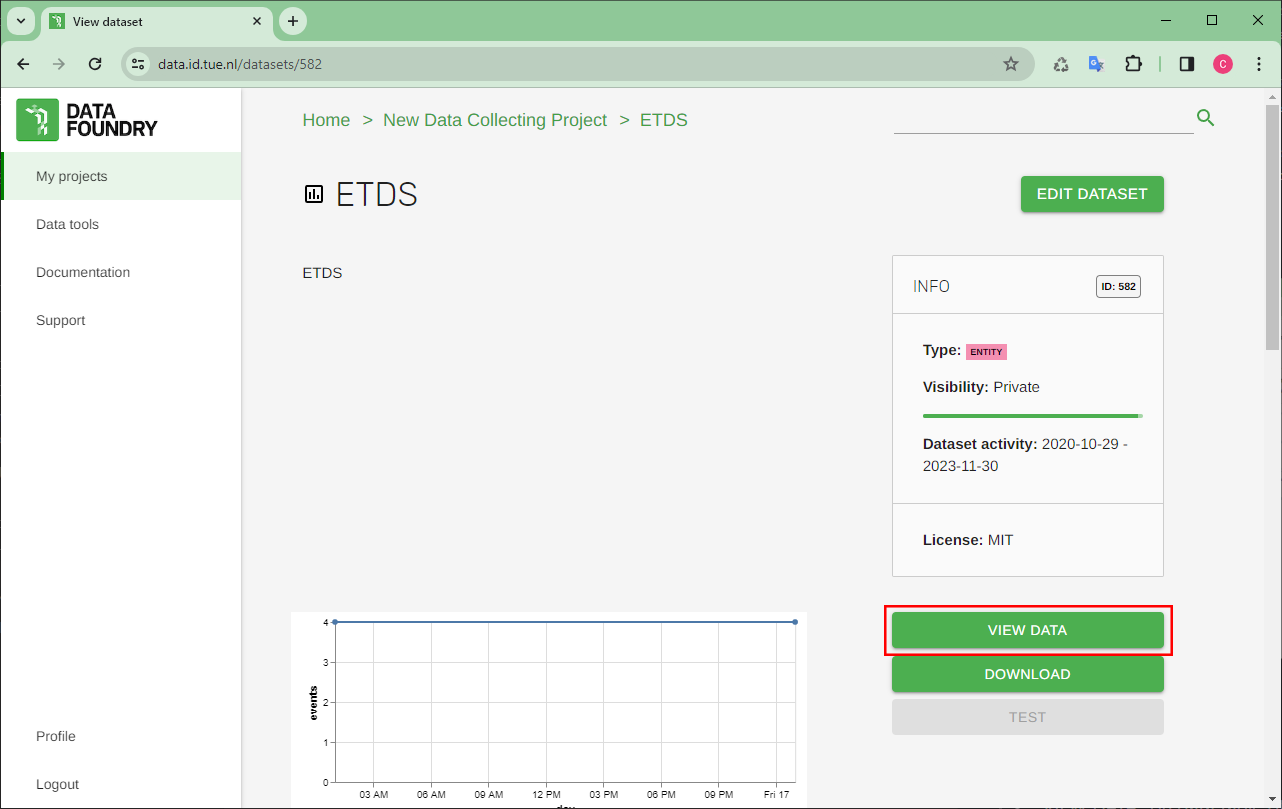 View dataset
data.id.tue.nl/datasets/582
C
DATA
FOUNDRY
My projects
Data tools
Documentation
Support
Profile
Logout
Home > New Data Collecting Project > ETDS
ETDS
EDIT DATASET
ETDS
INFO
ID: 582
Type: ENTITY
Visibility: Private
Dataset activity: 2020-10-29 -
2023-11-30
License: MIT
VIEW DATA
DOWNLOAD
TEST
4
3
2
1
0
events
03 AM 06 AM 09 AM 12 PM 03 PM 06 PM 09 PM Fri 17